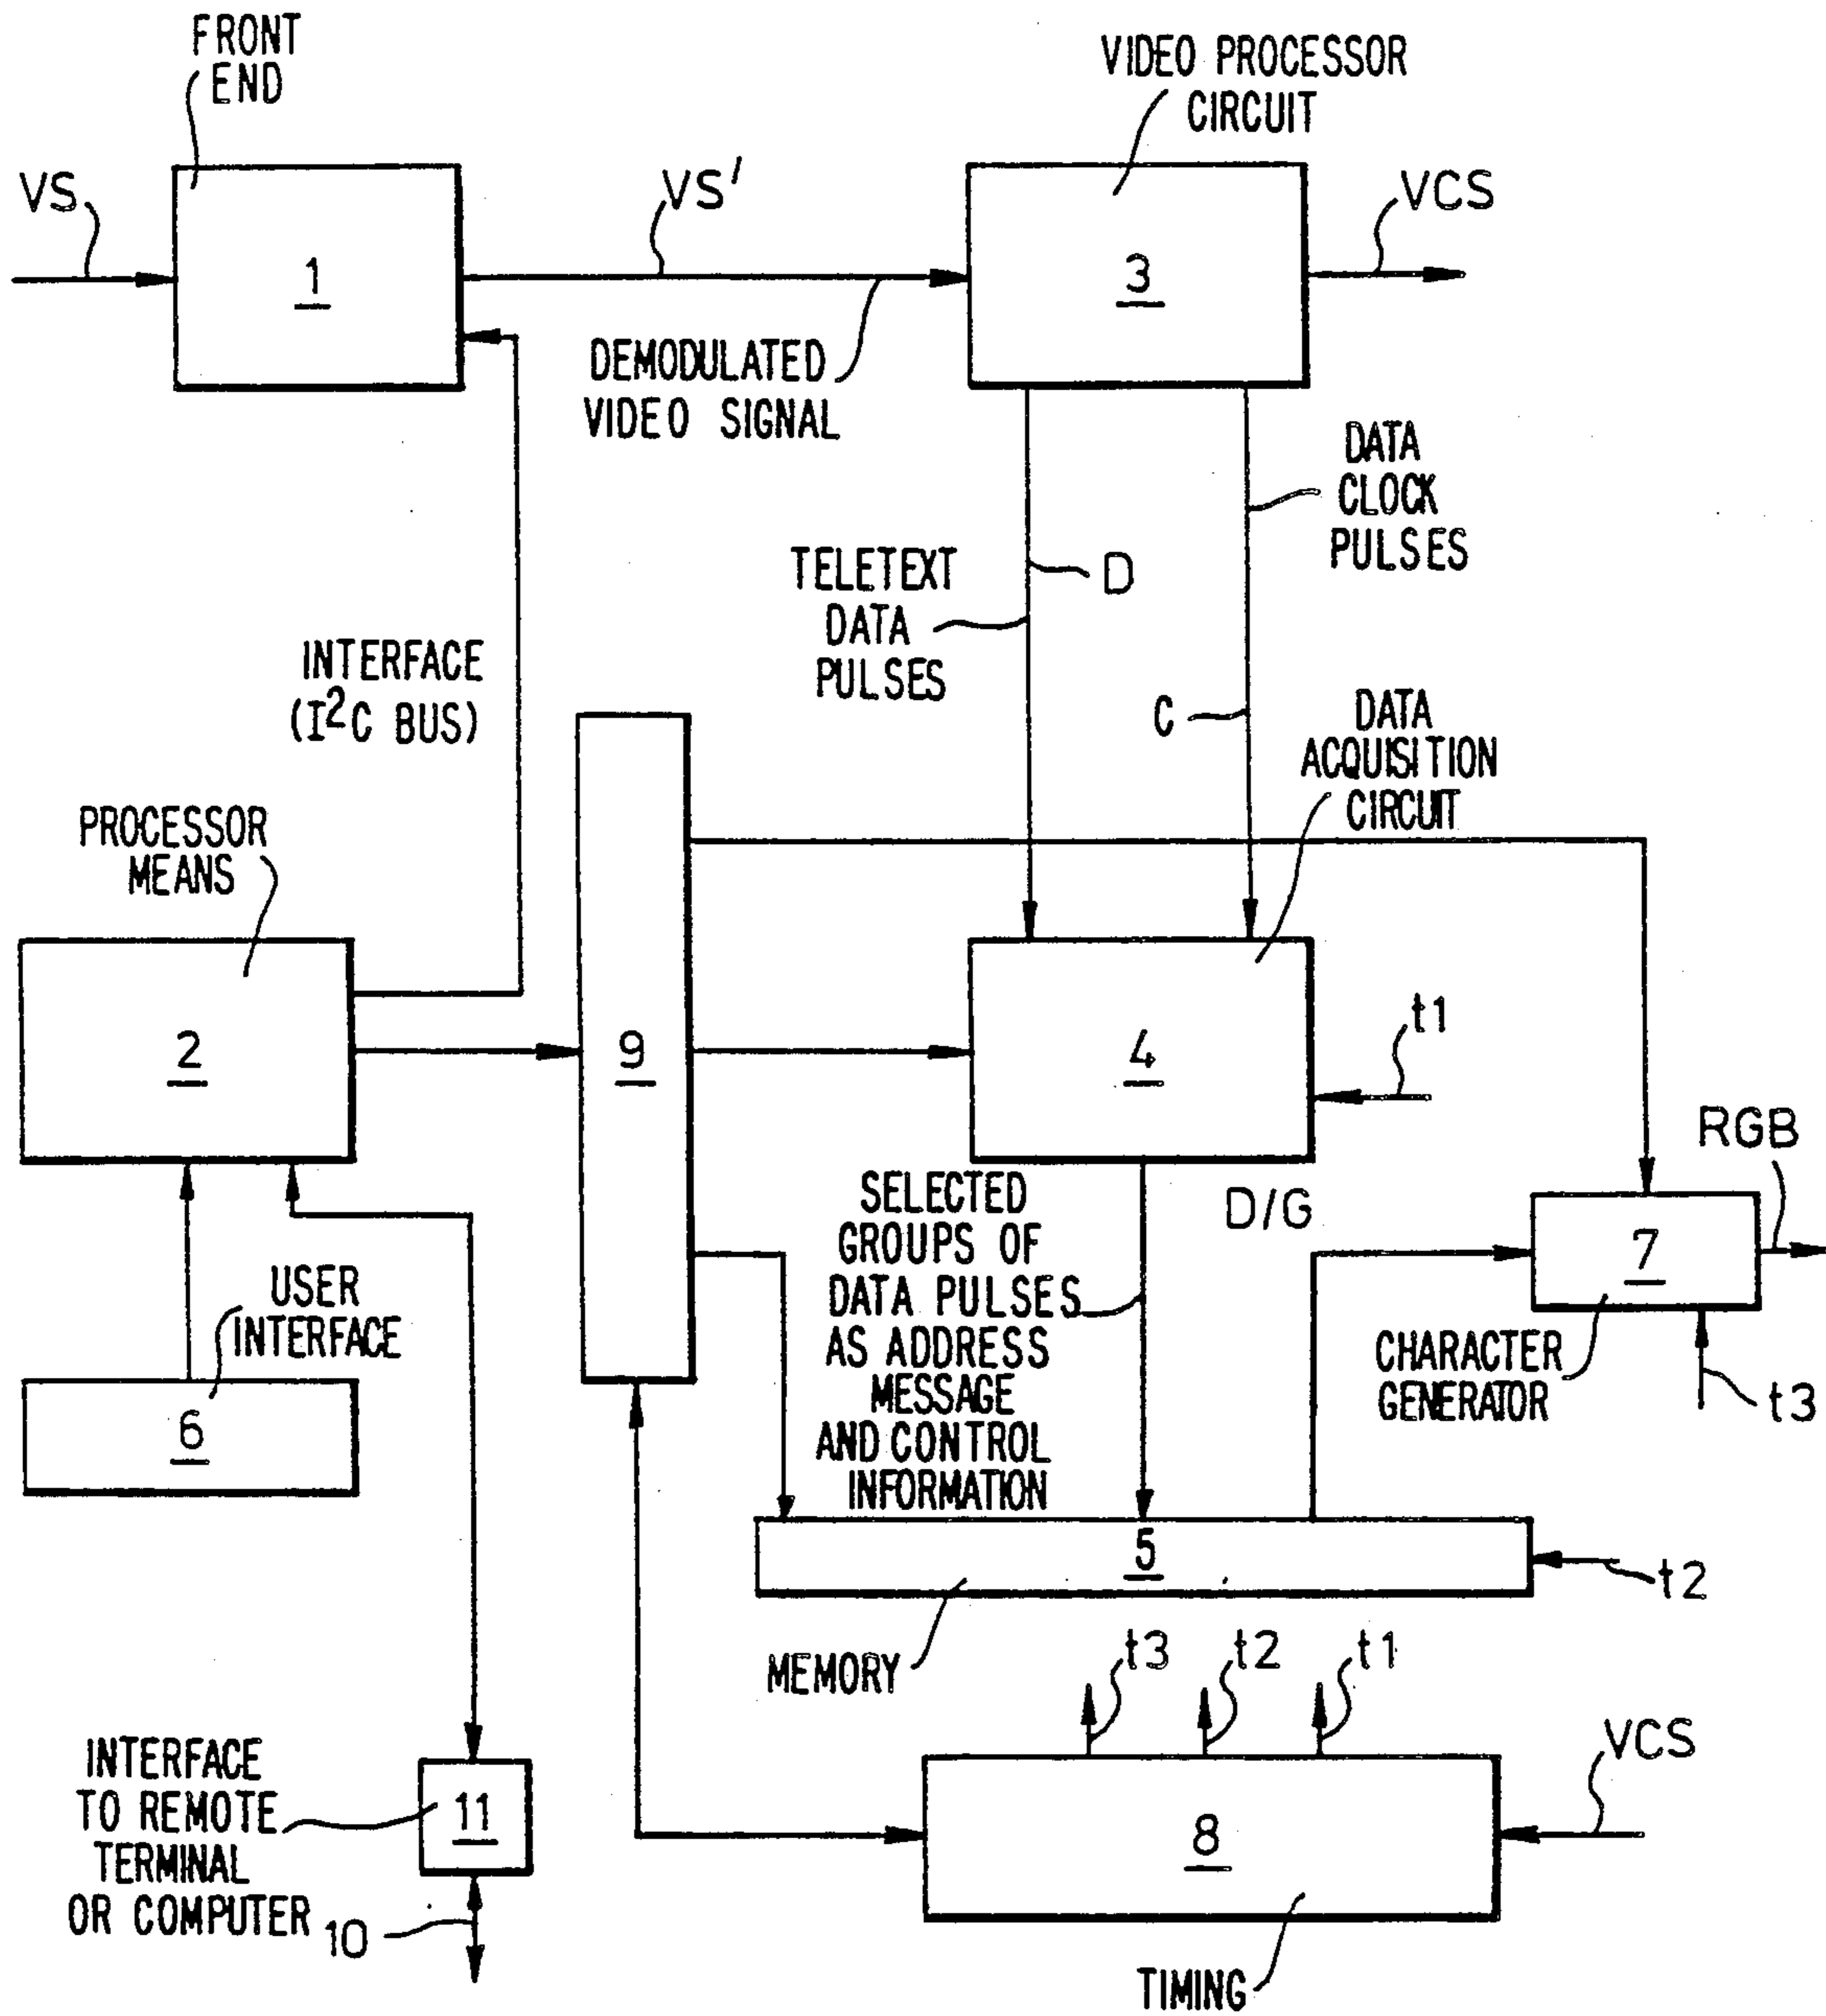 FRONT
END
VIDEO PROCESSOR
CIRCUIT
VS
VS'
VCS
1
3
DEMODULATED
VIDEO SIGNAL
DATA
CLOCK
PULSES
TELETEXT
DATA
PULSES
D
INTERFACE
(I²C BUS)
C
DATA
ACQUISITION
CIRCUIT
PROCESSOR
MEANS
2
9
4
t1
RGB
SELECTED
GROUPS OF
DATA PULSES
AS ADDRESS
MESSAGE
AND CONTROL
INFORMATION
D/G
7
USER
INTERFACE
CHARACTER
GENERATOR
t3
6
5
t2
MEMORY
t3
t2
t1
VCS
INTERFACE
TO REMOTE
TERMINAL
OR COMPUTER
11
8
10
TIMING